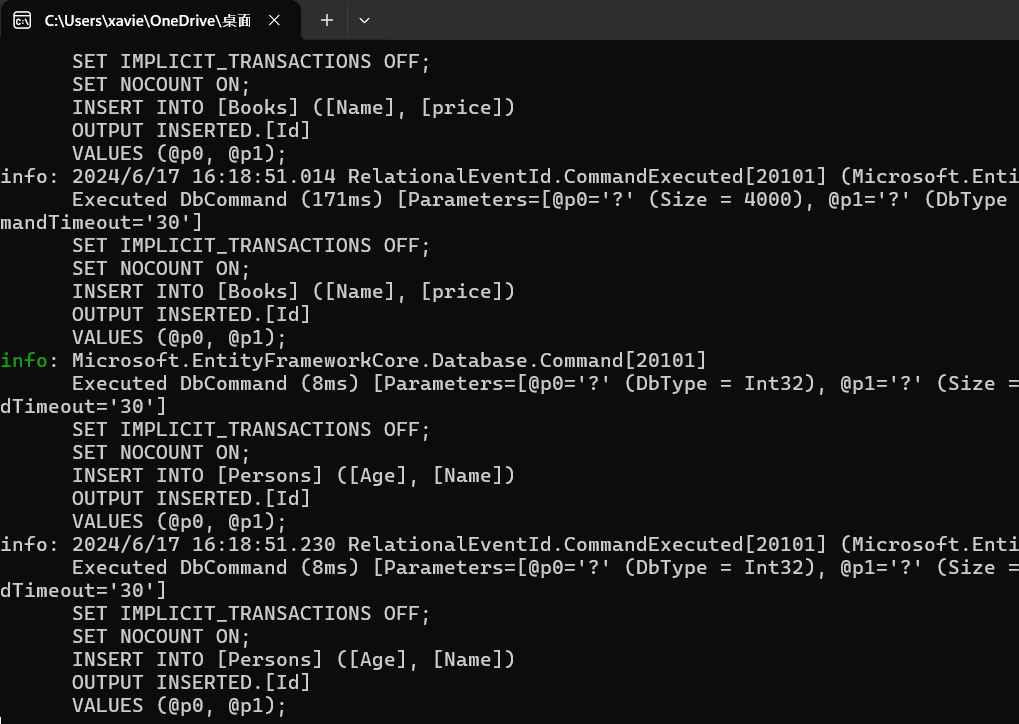 C:\Users\xavie\OneDrive\桌面
SET IMPLICIT_TRANSACTIONS OFF;
SET NOCOUNT ON;
INSERT INTO [Books] ([Name], [price])
OUTPUT INSERTED.[Id]
VALUES (@p0, @p1);
info: 2024/6/17 16:18:51.014 RelationalEventId.CommandExecuted[20101] (Microsoft.Enti
Executed DbCommand (171ms) [Parameters=[@p0='?' (Size = 4000), @p1='?' (DbType
mandTimeout='30']
SET IMPLICIT_TRANSACTIONS OFF;
SET NOCOUNT ON;
INSERT INTO [Books] ([Name], [price])
OUTPUT INSERTED.[Id]
VALUES (@p0, @p1);
info: Microsoft.EntityFrameworkCore.Database.Command[20101]
Executed DbCommand (8ms) [Parameters=[@p0='?' (DbType = Int32), @p1='?' (Size =
dTimeout='30']
SET IMPLICIT_TRANSACTIONS OFF;
SET NOCOUNT ON;
INSERT INTO [Persons] ([Age], [Name])
OUTPUT INSERTED.[Id]
VALUES (@p0, @p1);
info: 2024/6/17 16:18:51.230 RelationalEventId.CommandExecuted[20101] (Microsoft.Enti
Executed DbCommand (8ms) [Parameters=[@p0='?' (DbType = Int32), @p1='?' (Size =
dTimeout='30']
SET IMPLICIT_TRANSACTIONS OFF;
SET NOCOUNT ON;
INSERT INTO [Persons] ([Age], [Name])
OUTPUT INSERTED.[Id]
VALUES (@p0, @p1);